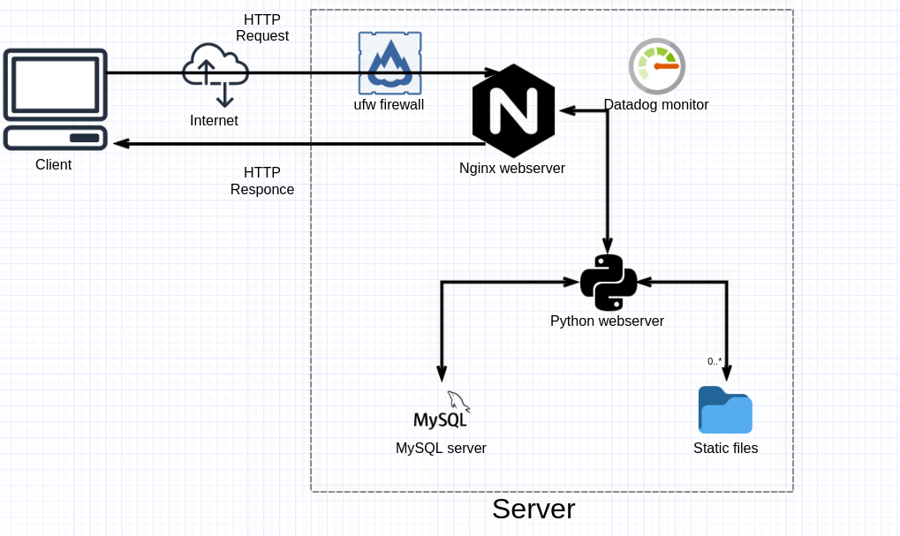 HTTP
Request
ufw firewall
Datadog monitor
Internet
Client
Nginx webserver
HTTP
Responce
Python webserver
0..*
MySQL
MySQL server
Static files
Server